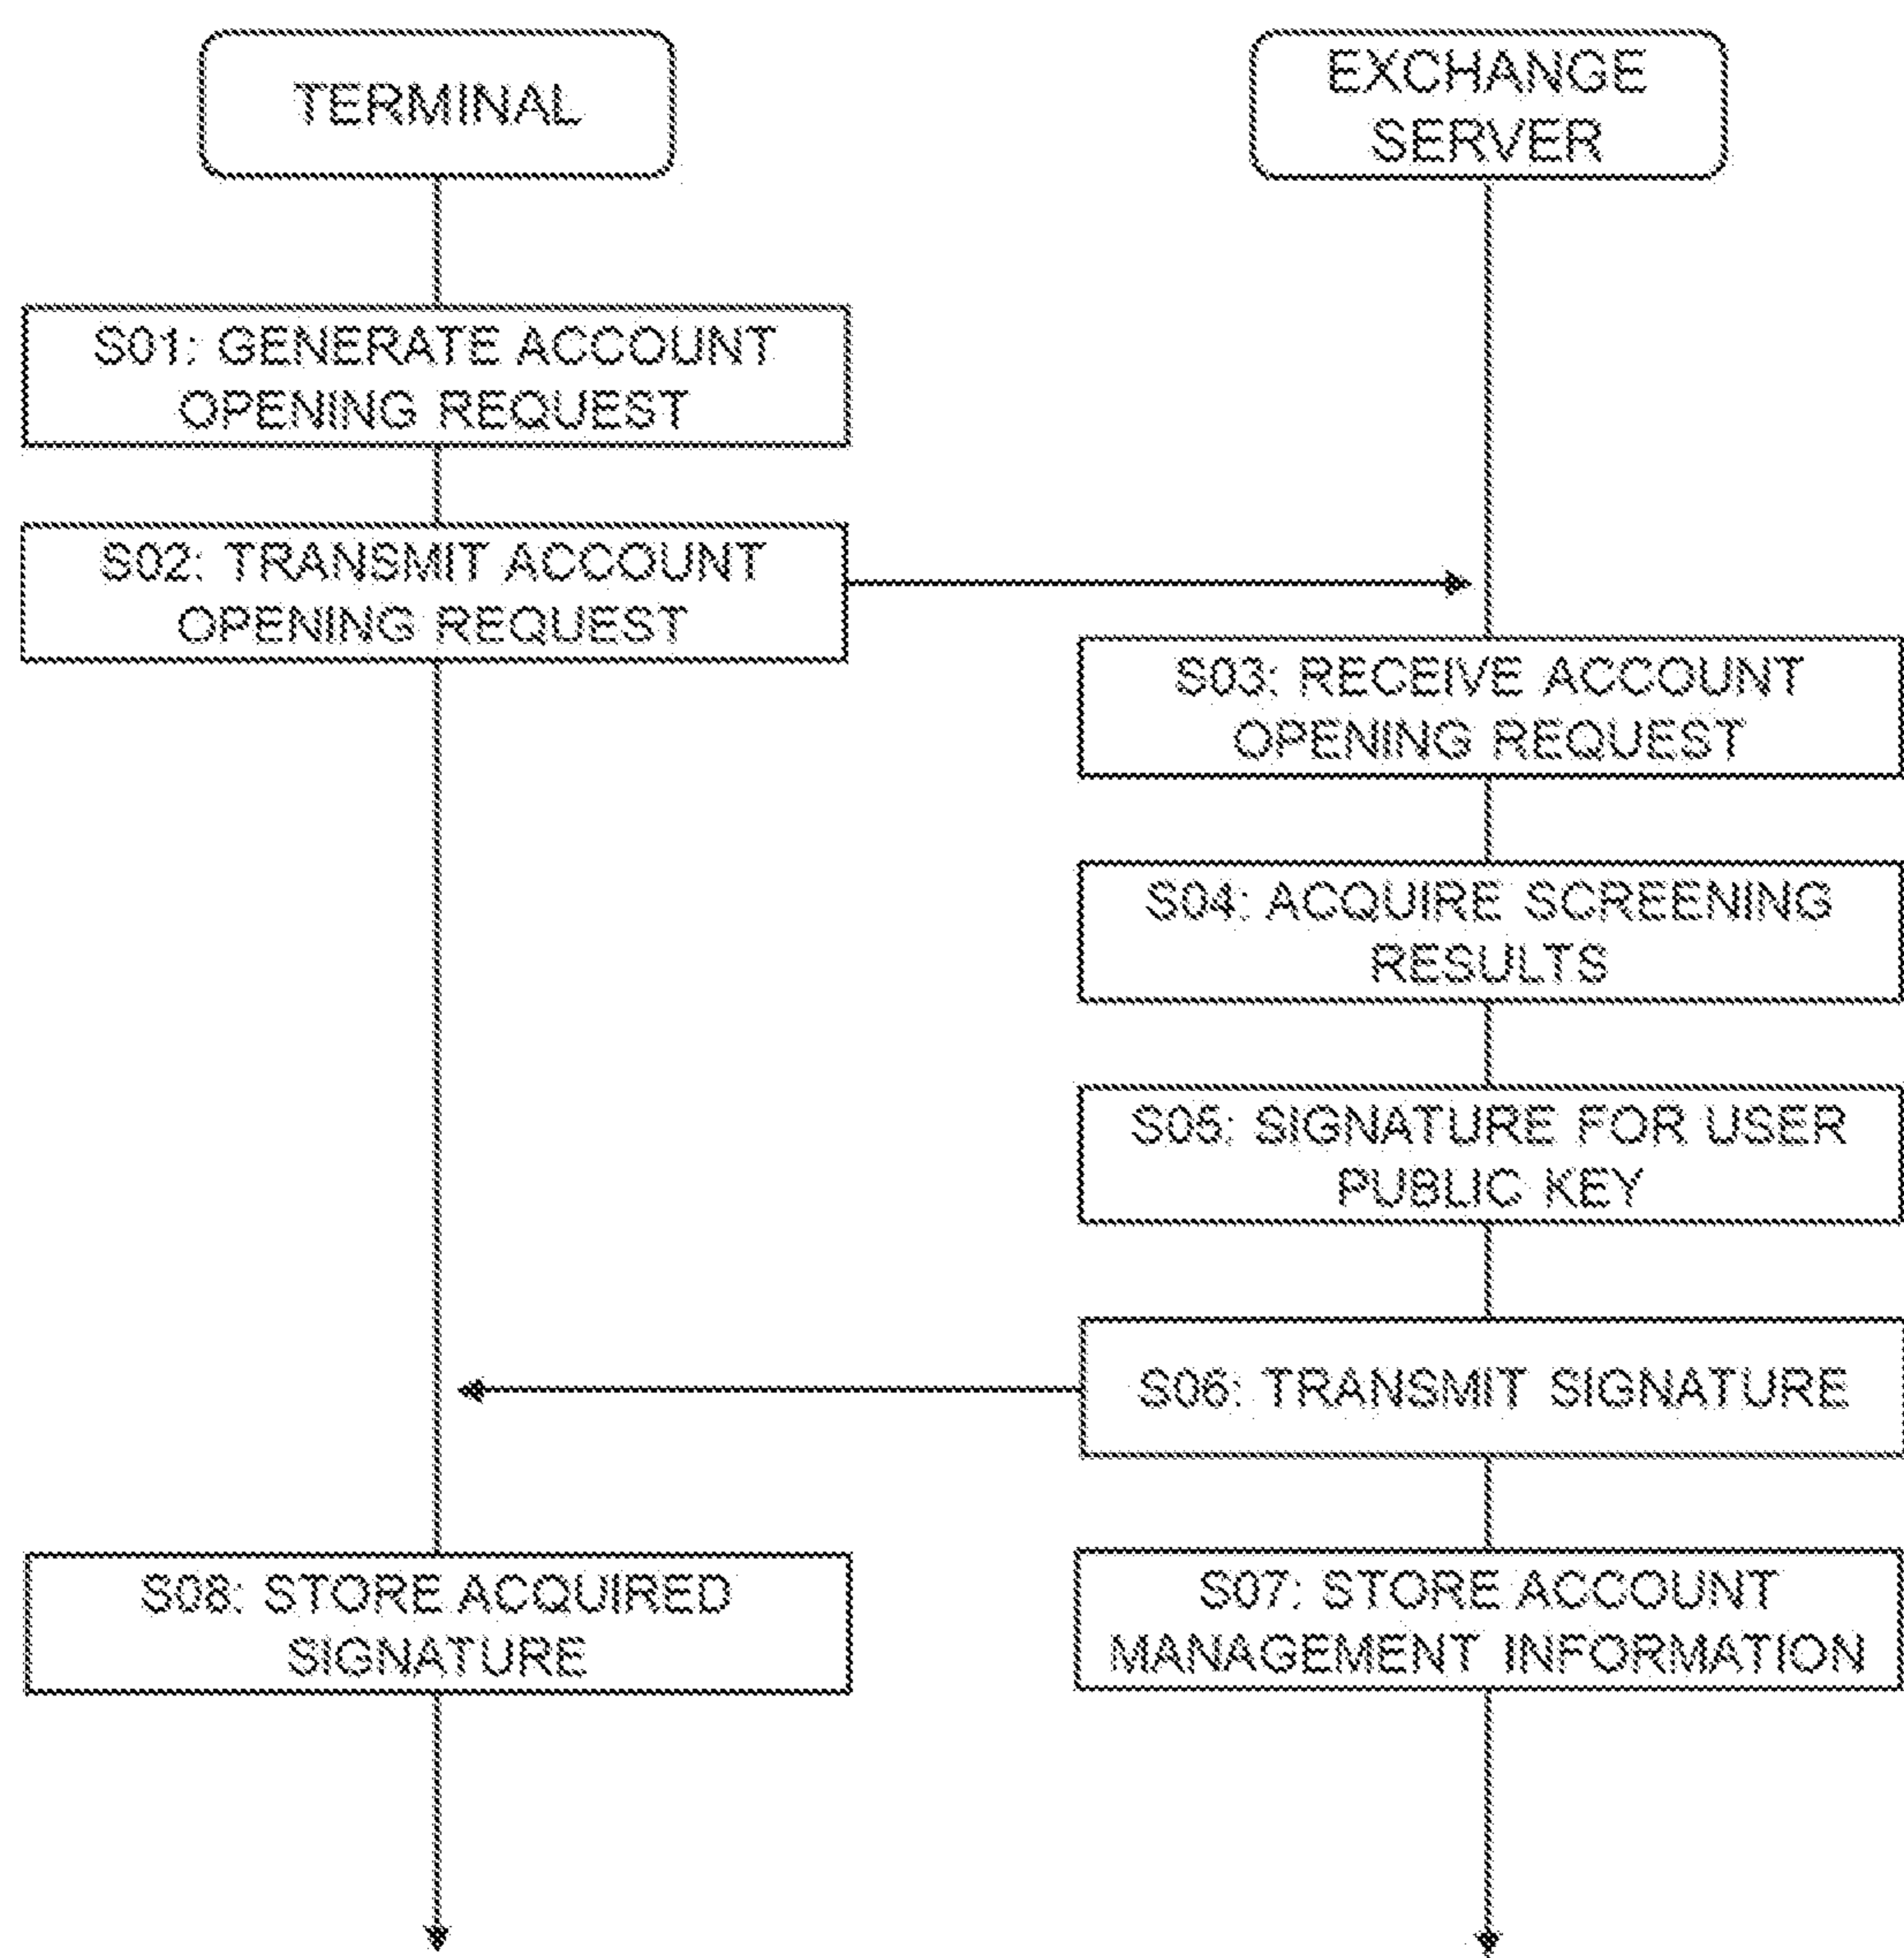 TERMINAL
EXCHANGE
SERVER
S01: GENERATE ACCOUNT
OPENING REQUEST
S02: TRANSMIT ACCOUNT
OPENING REQUEST
S03: RECEIVE ACCOUNT
OPENING REQUEST
S04: ACQUIRE SCREENING
RESULTS
S05: SIGNATURE FOR USER
PUBLIC KEY
S06: TRANSMIT SIGNATURE
S08: STORE ACQUIRED
SIGNATURE
S07: STORE ACCOUNT
MANAGEMENT INFORMATION